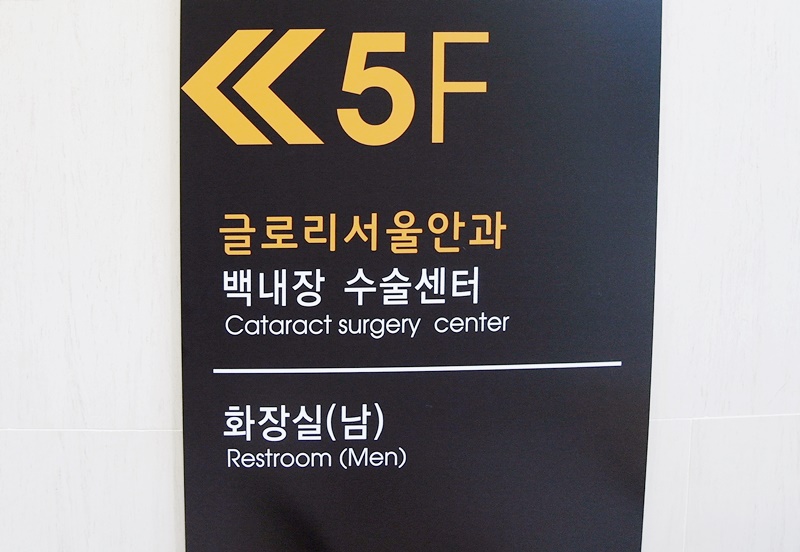 5F
글로리서울안과
백내장 수술센터
Cataract surgery center
화장실(남)
Restroom (Men)